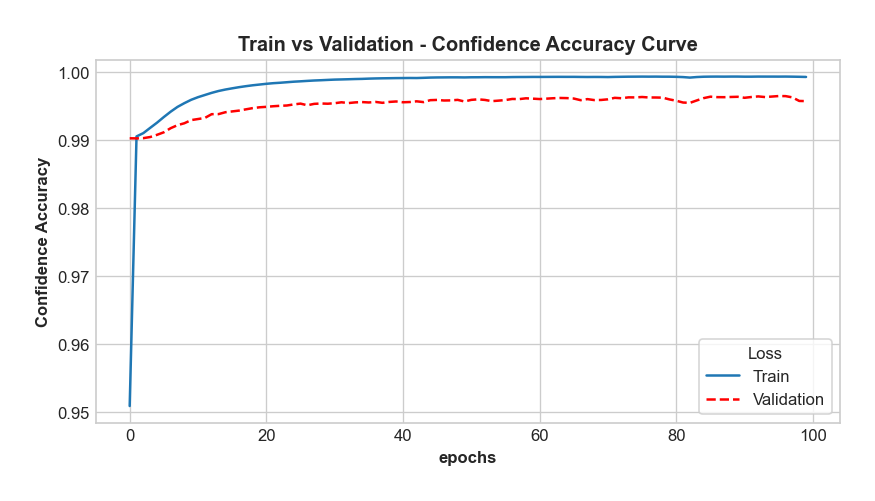 Train vs Validation - Confidence Accuracy Curve
1.00
0.99
0.98
0.97
0.96
0.95
Confidence Accuracy
Loss
Train
Validation
0 20 40 60 80 100
epochs